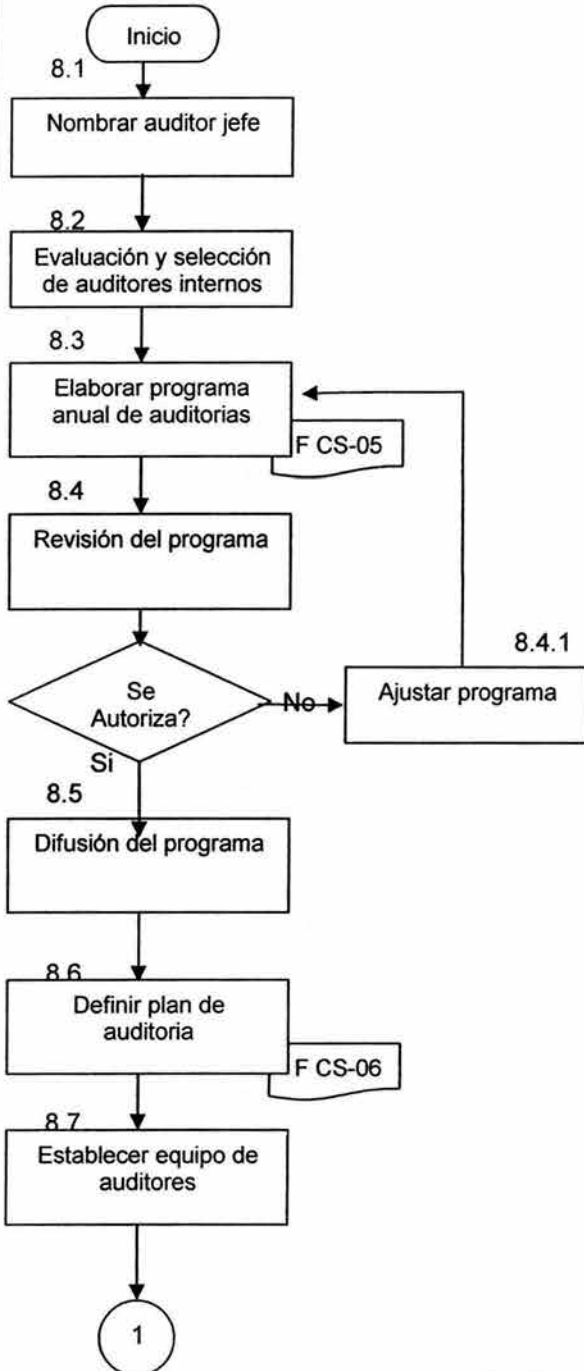 Inicio
8.1
Nombrar auditor jefe
8.2
Evaluación y selección
de auditores internos
8.3
Elaborar programa
anual de auditorias
F CS-05
8.4
Revisión del programa
8.4.1
Se
Autoriza?
No
Ajustar programa
Si
8.5
Difusión del programa
8.6
Definir plan de
auditoria
F CS-06
8.7
Establecer equipo de
auditores
1